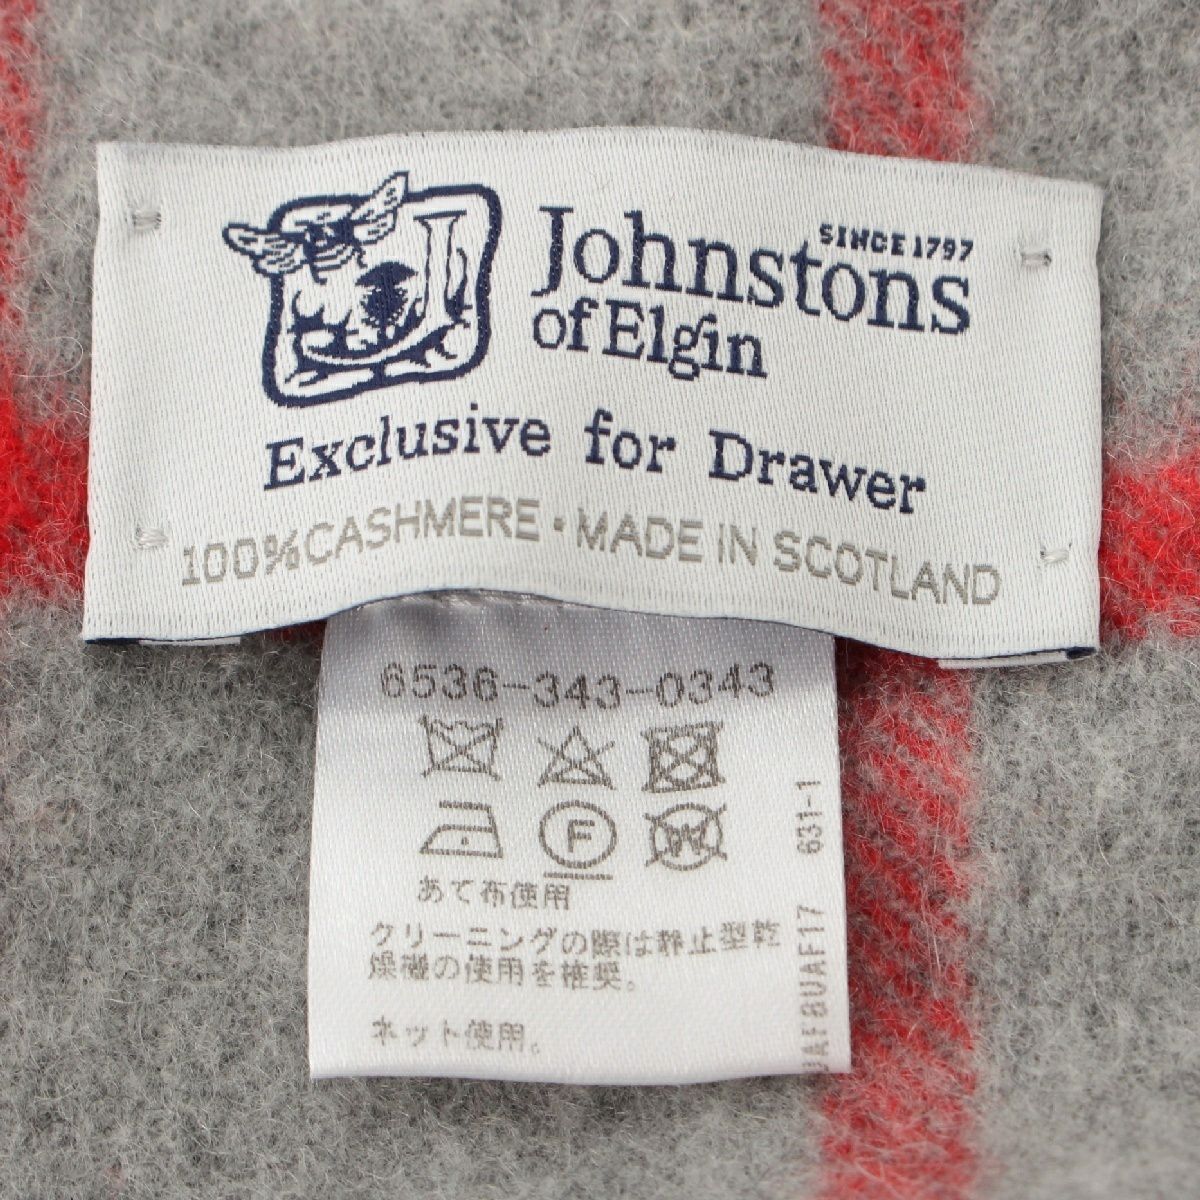 SINCE 1797
Johnstons
of Elgin
Exclusive for Drawer
100%CASHMERE・MADE IN SCOTLAND
6536-343-0343
F
W
あて布使用
クリーニングの際は静止型乾
燥機の使用を推奨。
ネット使用。
631-1